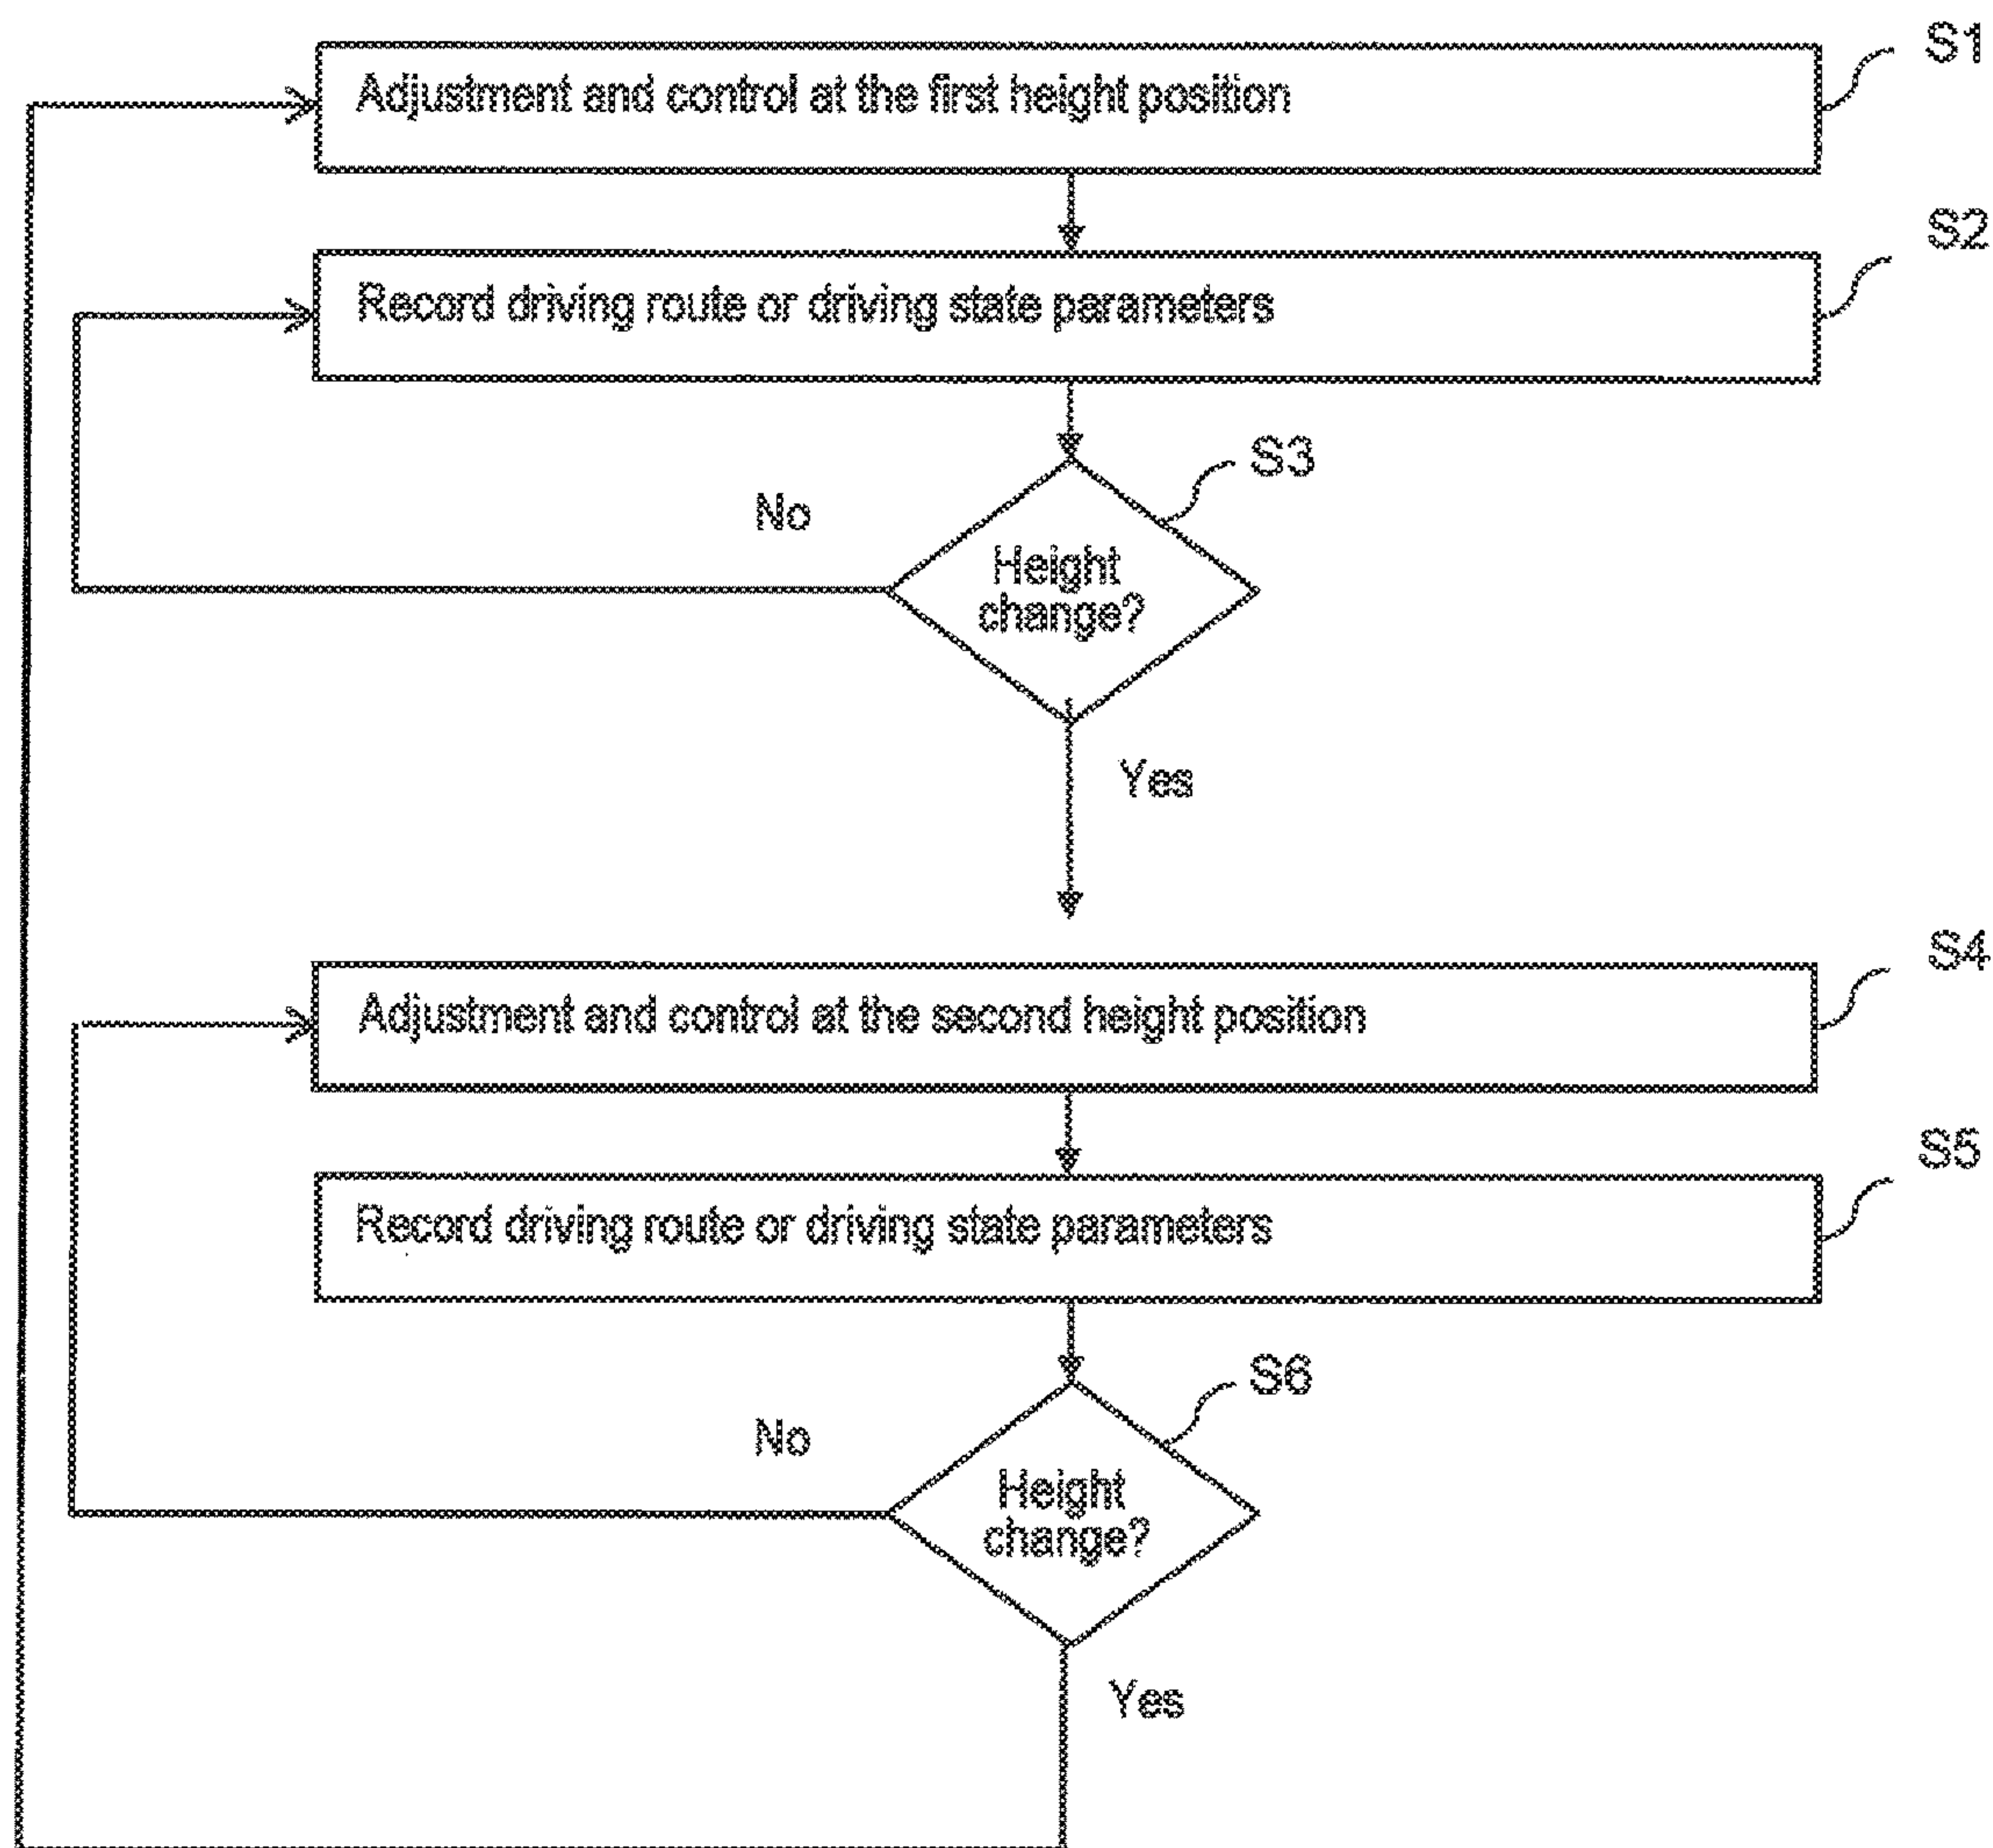 S1
Adjustment and control at the first height position
S2
Record driving route or driving state parameters
S3
No
Height
change?
Yes
S4
Adjustment and control at the second height position
S5
Record driving route or driving state parameters
S6
No
Height
change?
Yes